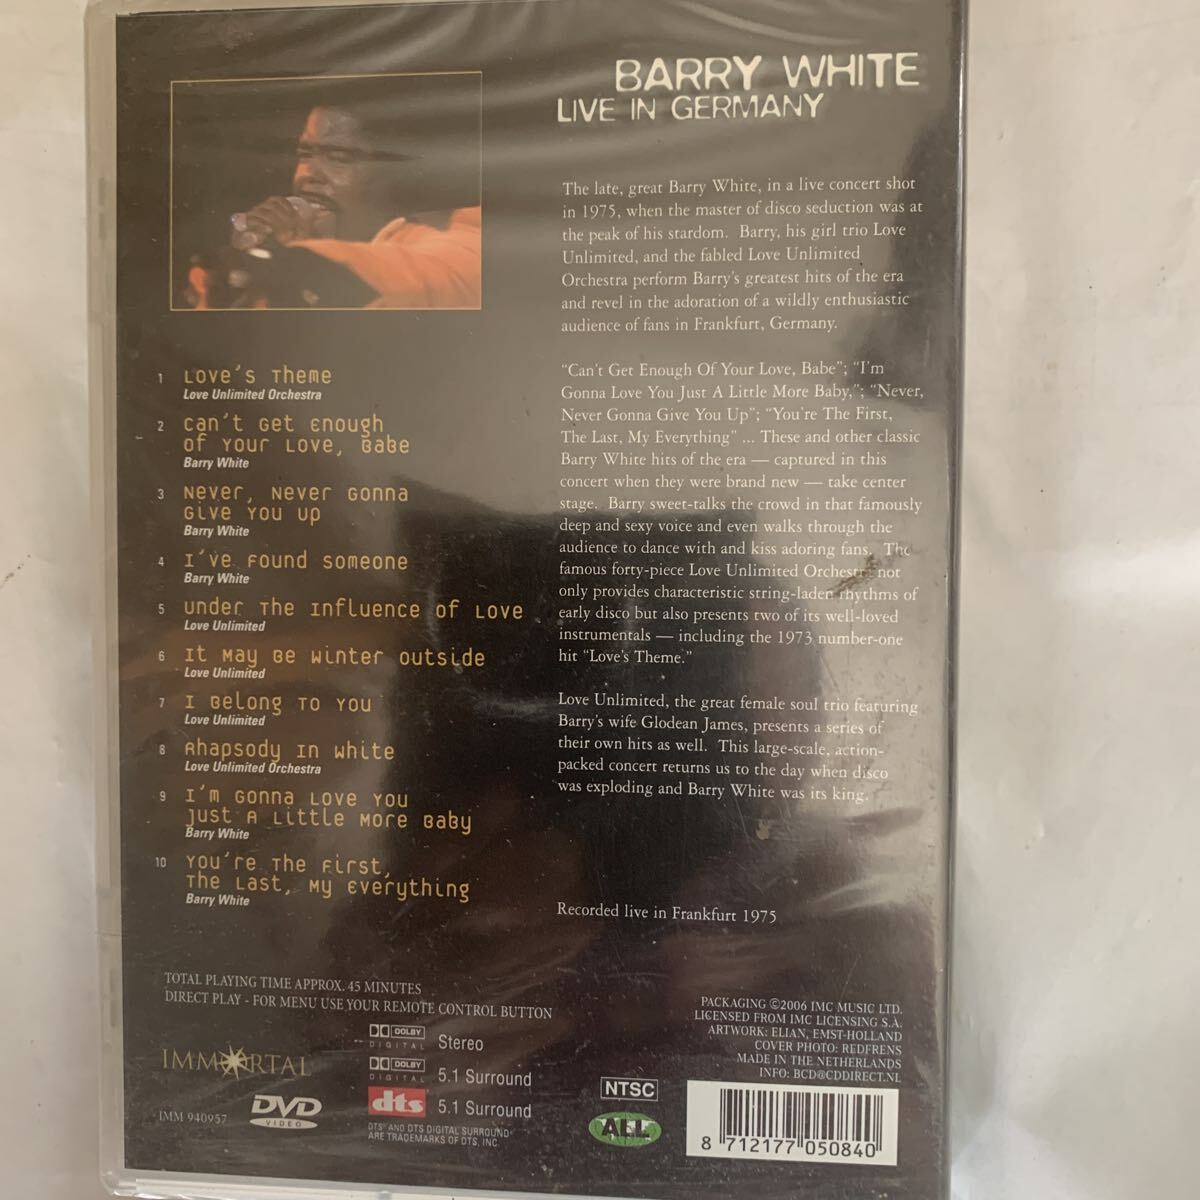 BARRY WHITE
LIVE IN GERMANY
The late, great Barry White, in a live concert shot
in 1975, when the master of disco seduction was at
the peak of his stardom. Barry, his girl trio Love
Unlimited, and the fabled Love Unlimited
Orchestra perform Barry's greatest hits of the era
and revel in the adoration of a wildly enthusiastic
audience of fans in Frankfurt, Germany.
"Can't Get Enough Of Your Love, Babe"; "I'm
Gonna Love You Just A Little More Baby,"; "Never,
Never Gonna Give You Up"; "You're The First,
The Last, My Everything" ... These and other classic
Barry White hits of the era — captured in this
concert when they were brand new — take center
stage. Barry sweet-talks the crowd in that famously
deep and sexy voice and even walks through the
audience to dance with and kiss adoring fans. The
famous forty-piece Love Unlimited Orchestra not
only provides characteristic string-laden rhythms of
early disco but also presents two of its well-loved
instrumentals — including the 1973 number-one
hit "Love's Theme."
Love Unlimited, the great female soul trio featuring
Barry's wife Glodean James, presents a series of
their own hits as well. This large-scale, action-
packed concert returns us to the day when disco
was exploding and Barry White was its king.
Recorded live in Frankfurt 1975
1 Love's Theme
Love Unlimited Orchestra
2 Can't Get Enough
Of Your Love, Babe
Barry White
3 Never, Never Gonna
Give You Up
Barry White
4 I've Found Someone
Barry White
5 Under The Influence Of Love
Love Unlimited
6 It May Be Winter Outside
Love Unlimited
7 I Belong To You
Love Unlimited
8 Rhapsody In White
Love Unlimited Orchestra
9 I'm Gonna Love You
Just A Little More Baby
Barry White
10 You're The First,
The Last, My Everything
Barry White
TOTAL PLAYING TIME APPROX. 45 MINUTES
DIRECT PLAY - FOR MENU USE YOUR REMOTE CONTROL BUTTON
IMMORTAL
IMM 940957
DVD
VIDEO
DOLBY
DIGITAL
Stereo
DOLBY
DIGITAL
5.1 Surround
dts
5.1 Surround
DTS® AND DTS DIGITAL SURROUND®
ARE TRADEMARKS OF DTS, INC.
PACKAGING ©2006 IMC MUSIC LTD.
LICENSED FROM IMC LICENSING S.A.
ARTWORK: ELIAN, EMST-HOLLAND
COVER PHOTO: REDFRENS
MADE IN THE NETHERLANDS
INFO: BCD@CDDIRECT.NL
NTSC
ALL
8 712177 050840